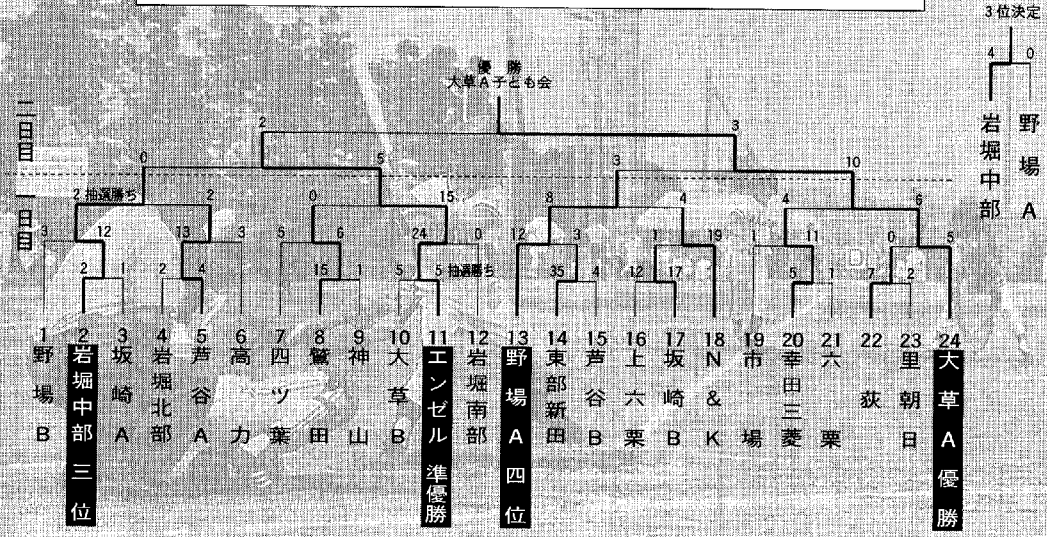 3位決定
4 0
岩堀中部
野場A
優勝
大草A子ども会
二日目
一日目
2 3
0 5 3 10
2 抽選勝ち 2 0 15 8 4 4 6
3 12 13 3 5 6 24 0 12 3 1 19 1 11 0 5
2 1 2 4 15 1 5 5 抽選勝ち 35 4 12 17 5 1 7 2
1 野場B
2 岩堀中部 三位
3 坂崎A
4 岩堀北部
5 芦谷A
6 高力
7 四ツ葉
8 鷲田
9 神山
10 大草B
11 エンゼル 準優勝
12 岩堀南部
13 野場A 四位
14 東部新田
15 芦谷B
16 上六栗
17 坂崎B
18 N&K
19 市場
20 幸田三菱
21 六栗
22 荻
23 里朝日
24 大草A 優勝